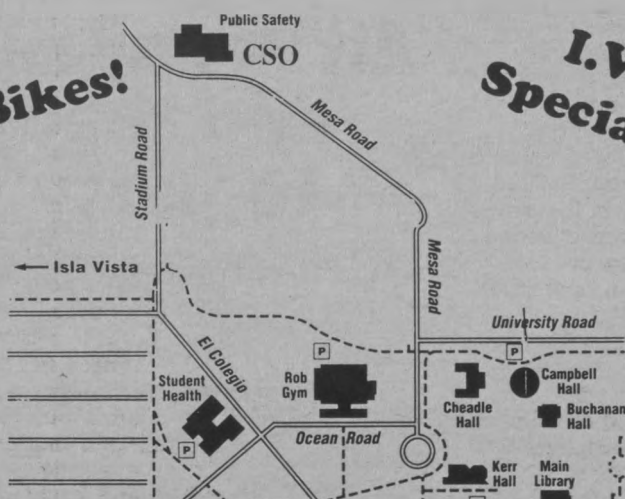 Public Safety
CSO
Bikes!
I.V
Specia
Mesa Road
Stadium Road
Mesa Road
Isla Vista
University Road
El Colegio
P
P
Student
Health
Rob
Gym
Cheadle
Hall
Campbell
Hall
Buchanan
Hall
P
Ocean Road
Kerr
Hall
Main
Library